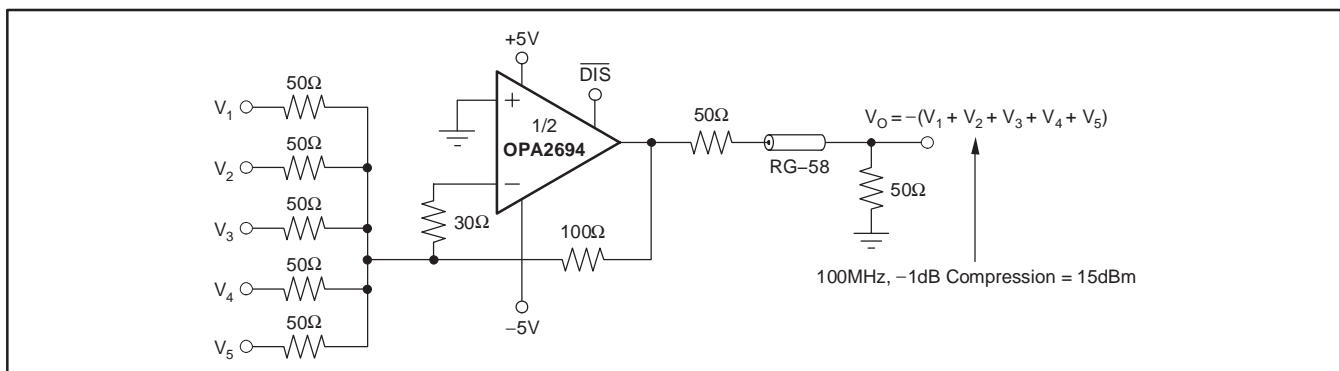 +5V
DIS
50Ω
V1
50Ω
V2
50Ω
V3
50Ω
V4
50Ω
V5
+
1/2
OPA2694
−
30Ω
100Ω
−5V
50Ω
RG−58
VO = −(V1 + V2 + V3 + V4 + V5)
50Ω
100MHz, −1dB Compression = 15dBm